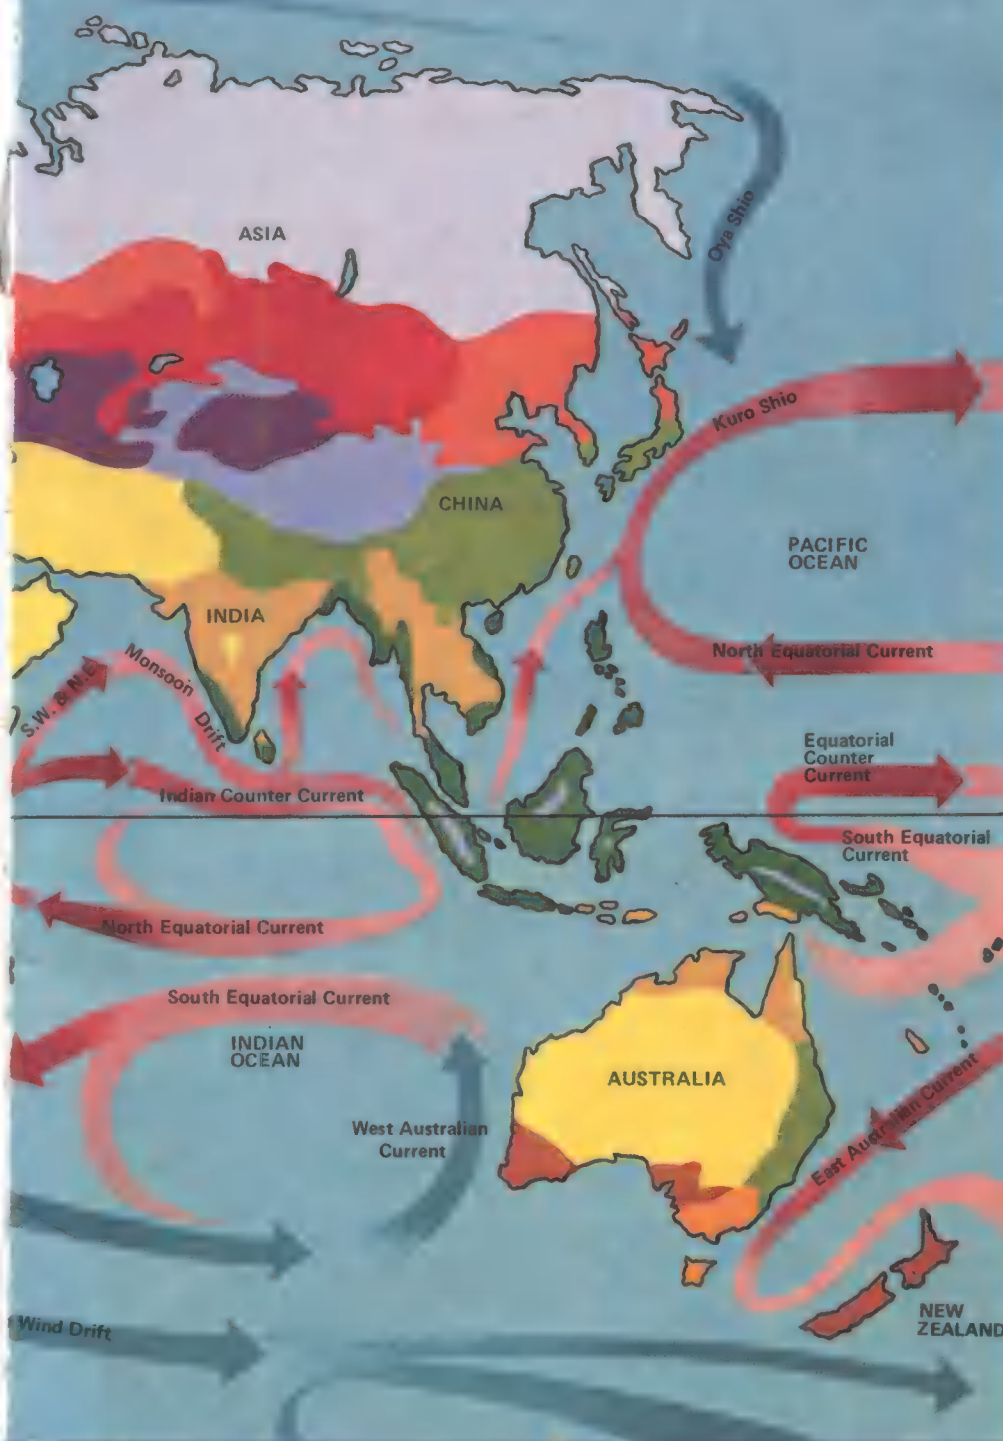 ASIA
Oya Shio
Kuro Shio
CHINA
PACIFIC
OCEAN
INDIA
North Equatorial Current
S.W. & N.E.
Monsoon
Drift
Equatorial
Counter
Current
Indian Counter Current
South Equatorial
Current
North Equatorial Current
South Equatorial Current
INDIAN
OCEAN
AUSTRALIA
West Australian
Current
East Australian Current
Wind Drift
NEW
ZEALAND